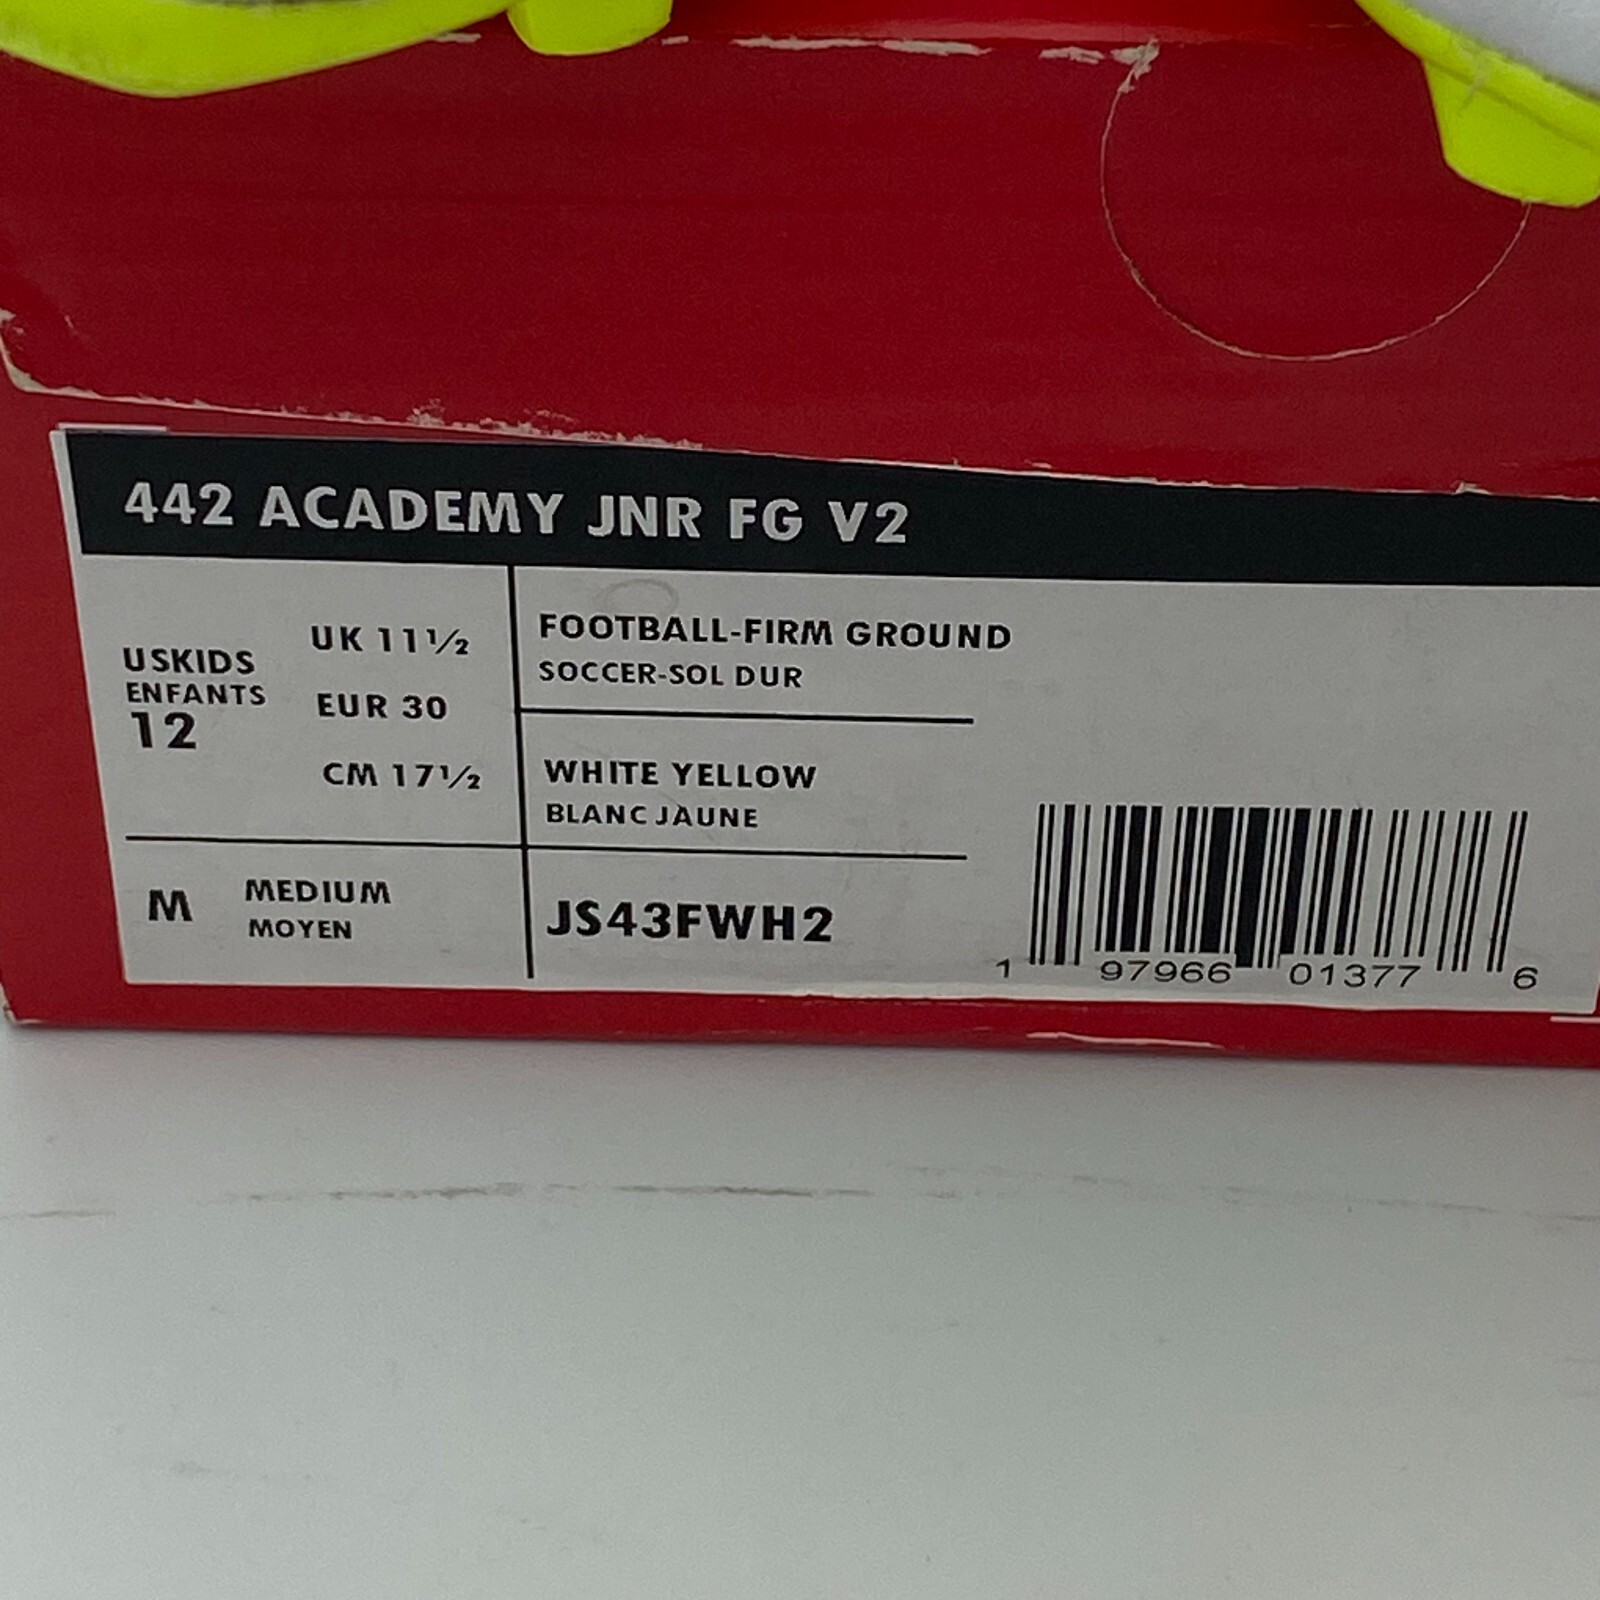 442 ACADEMY JNR FG V2
USKIDS
ENFANTS
12
UK 11½
EUR 30
CM 17½
FOOTBALL-FIRM GROUND
SOCCER-SOL DUR
WHITE YELLOW
BLANC JAUNE
M
MEDIUM
MOYEN
JS43FWH2
1 97966 01377 6